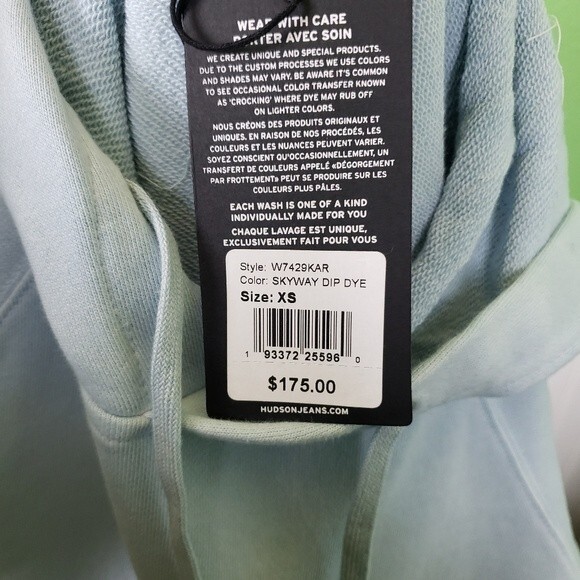 WEAR WITH CARE
PORTER AVEC SOIN
WE CREATE UNIQUE AND SPECIAL PRODUCTS.
DUE TO THE CUSTOM PROCESSES WE USE COLORS
AND SHADES MAY VARY. BE AWARE IT'S COMMON
TO SEE OCCASIONAL COLOR TRANSFER KNOWN
AS 'CROCKING' WHERE DYE MAY RUB OFF
ON LIGHTER COLORS.
NOUS CRÉONS DES PRODUITS ORIGINAUX ET
UNIQUES. EN RAISON DE NOS PROCÉDÉS, LES
COULEURS ET LES NUANCES PEUVENT VARIER.
SOYEZ CONSCIENT QU'OCCASIONNELLEMENT, UN
TRANSFERT DE COULEURS APPELÉ «DÉGORGEMENT
PAR FROTTEMENT» PEUT SE PRODUIRE SUR LES
COULEURS PLUS PÂLES.
EACH WASH IS ONE OF A KIND
INDIVIDUALLY MADE FOR YOU
CHAQUE LAVAGE EST UNIQUE,
EXCLUSIVEMENT FAIT POUR VOUS
Style: W7429KAR
Color: SKYWAY DIP DYE
Size: XS
1 93372 25596 0
$175.00
HUDSONJEANS.COM